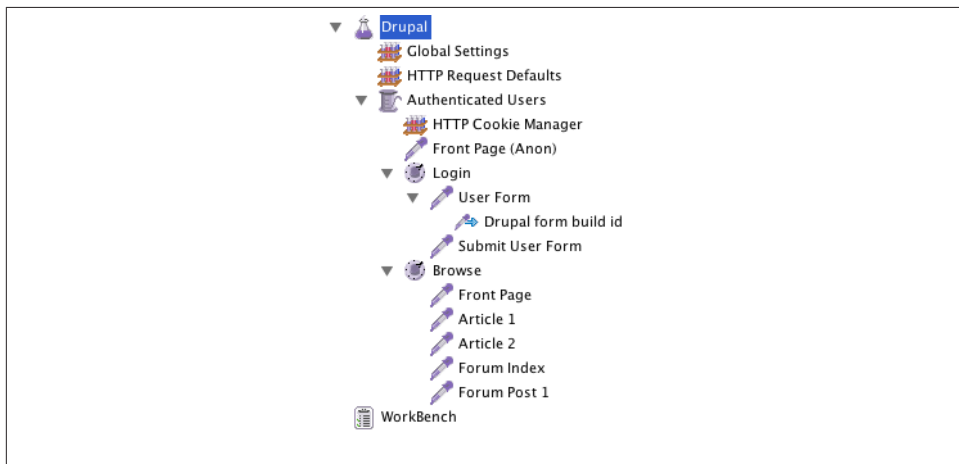 Drupal
Global Settings
HTTP Request Defaults
Authenticated Users
HTTP Cookie Manager
Front Page (Anon)
Login
User Form
Drupal form build id
Submit User Form
Browse
Front Page
Article 1
Article 2
Forum Index
Forum Post 1
WorkBench